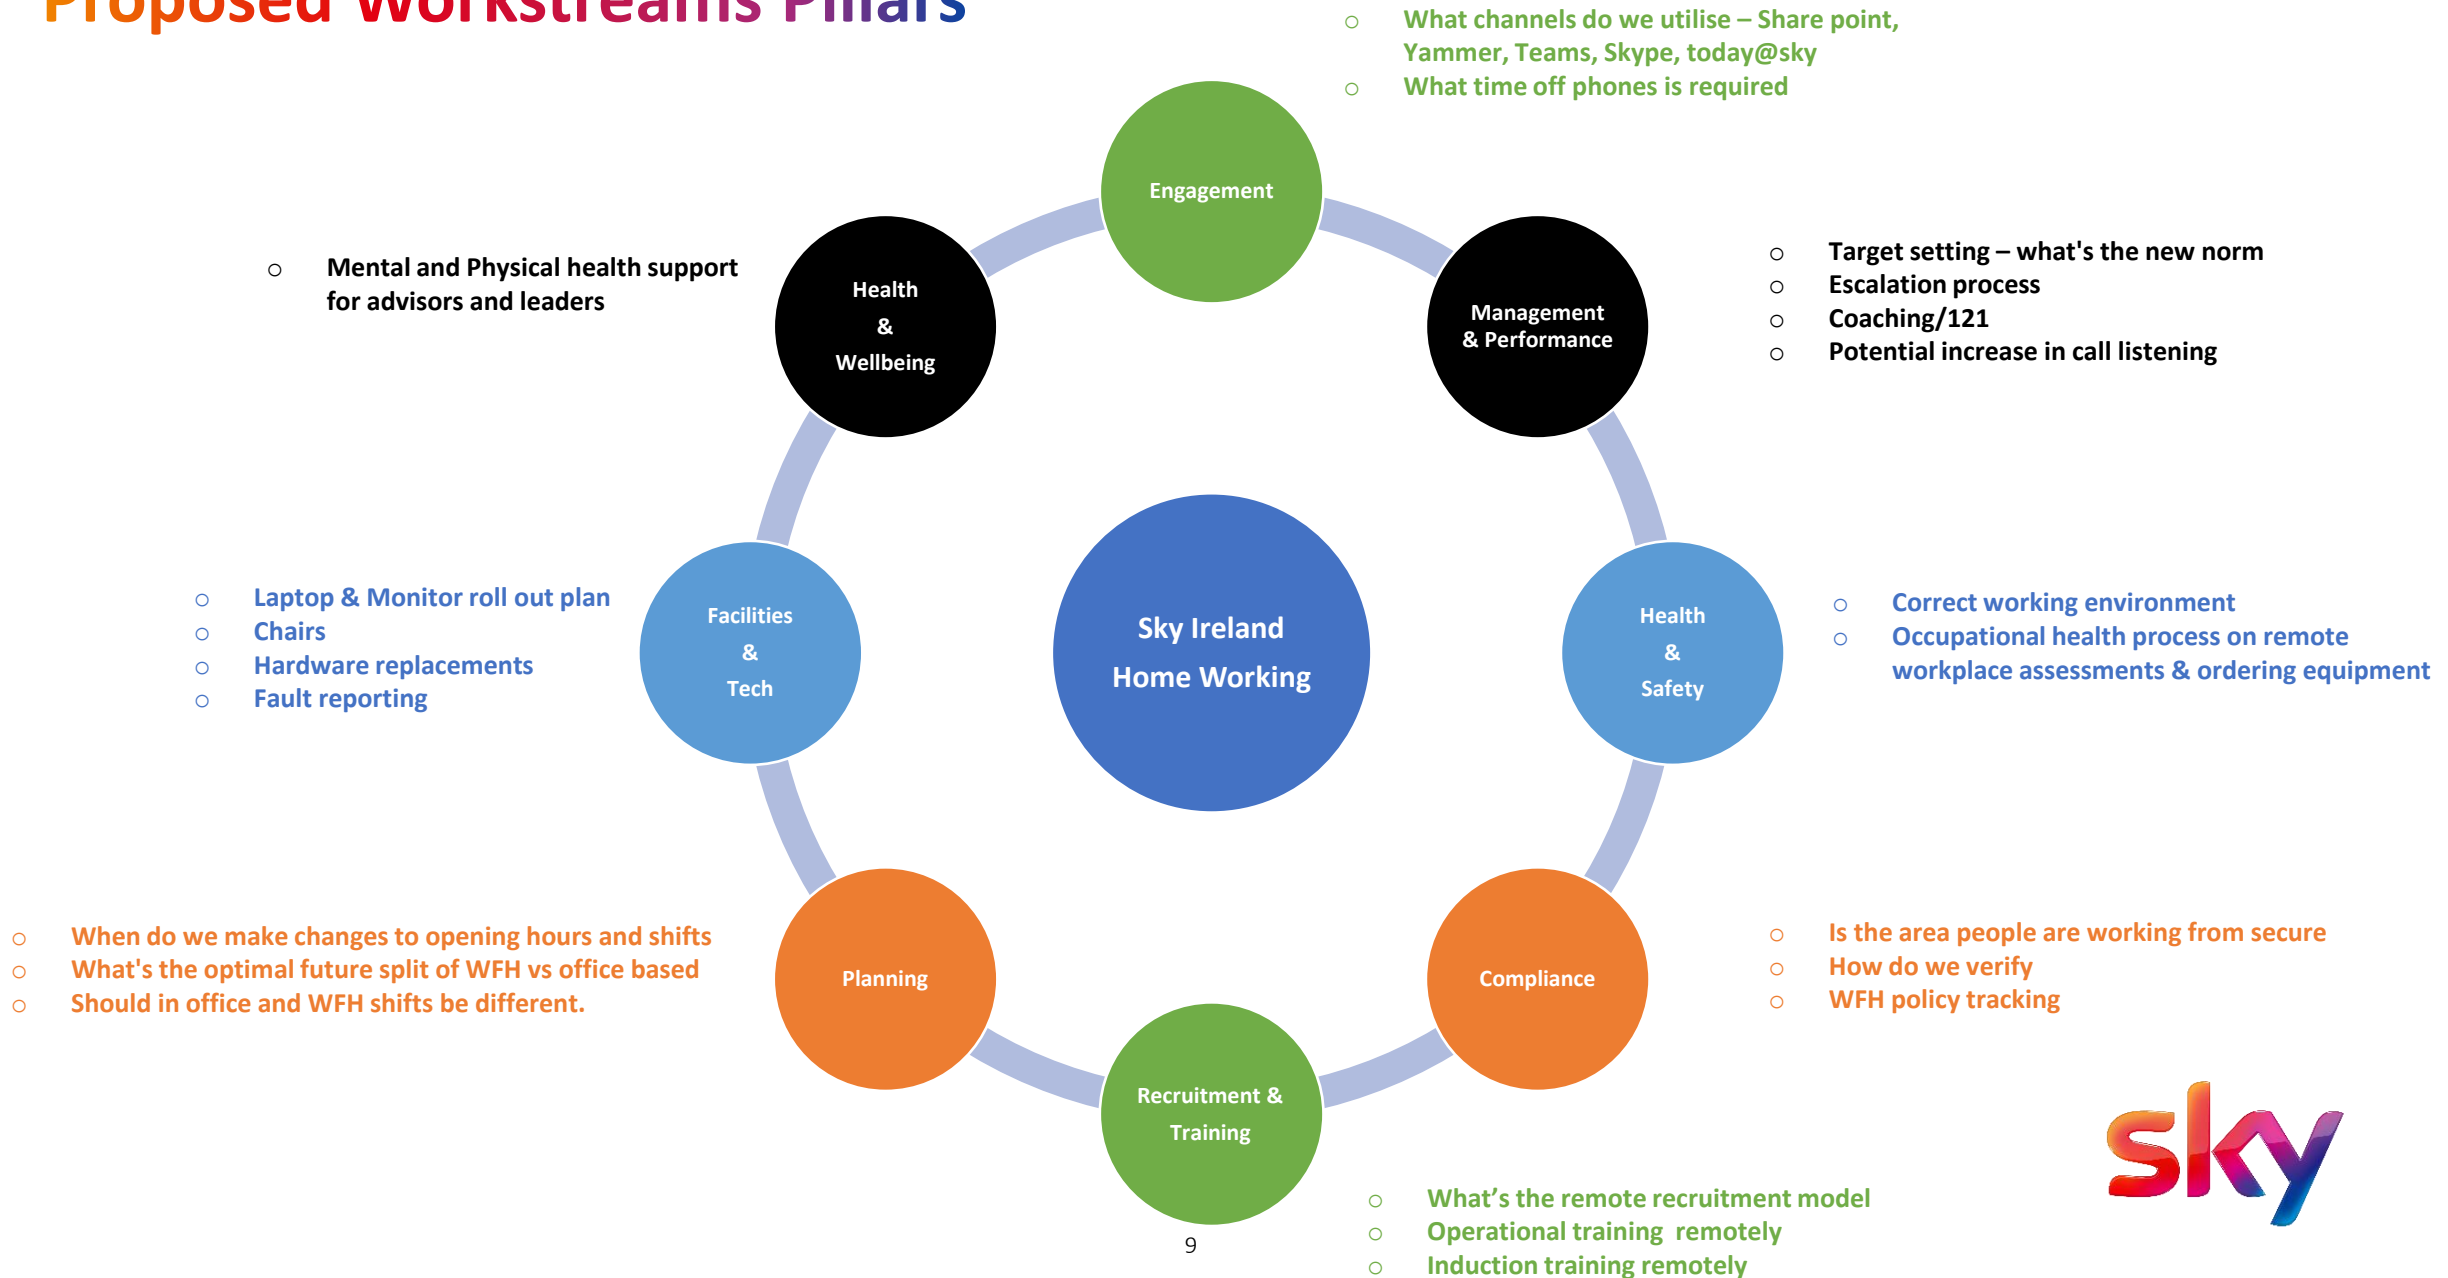 Proposed Workstreams Pillars
○ What channels do we utilise – Share point,
Yammer, Teams, Skype, today@sky
○ What time off phones is required
Engagement
○ Mental and Physical health support
for advisors and leaders
Health
&
Wellbeing
Management
& Performance
○ Target setting – what's the new norm
○ Escalation process
○ Coaching/121
○ Potential increase in call listening
○ Laptop & Monitor roll out plan
○ Chairs
○ Hardware replacements
○ Fault reporting
Facilities
&
Tech
Sky Ireland
Home Working
Health
&
Safety
○ Correct working environment
○ Occupational health process on remote
workplace assessments & ordering equipment
○ When do we make changes to opening hours and shifts
○ What's the optimal future split of WFH vs office based
○ Should in office and WFH shifts be different.
Planning
Compliance
○ Is the area people are working from secure
○ How do we verify
○ WFH policy tracking
Recruitment &
Training
○ What’s the remote recruitment model
○ Operational training  remotely
○ Induction training remotely
sky
9